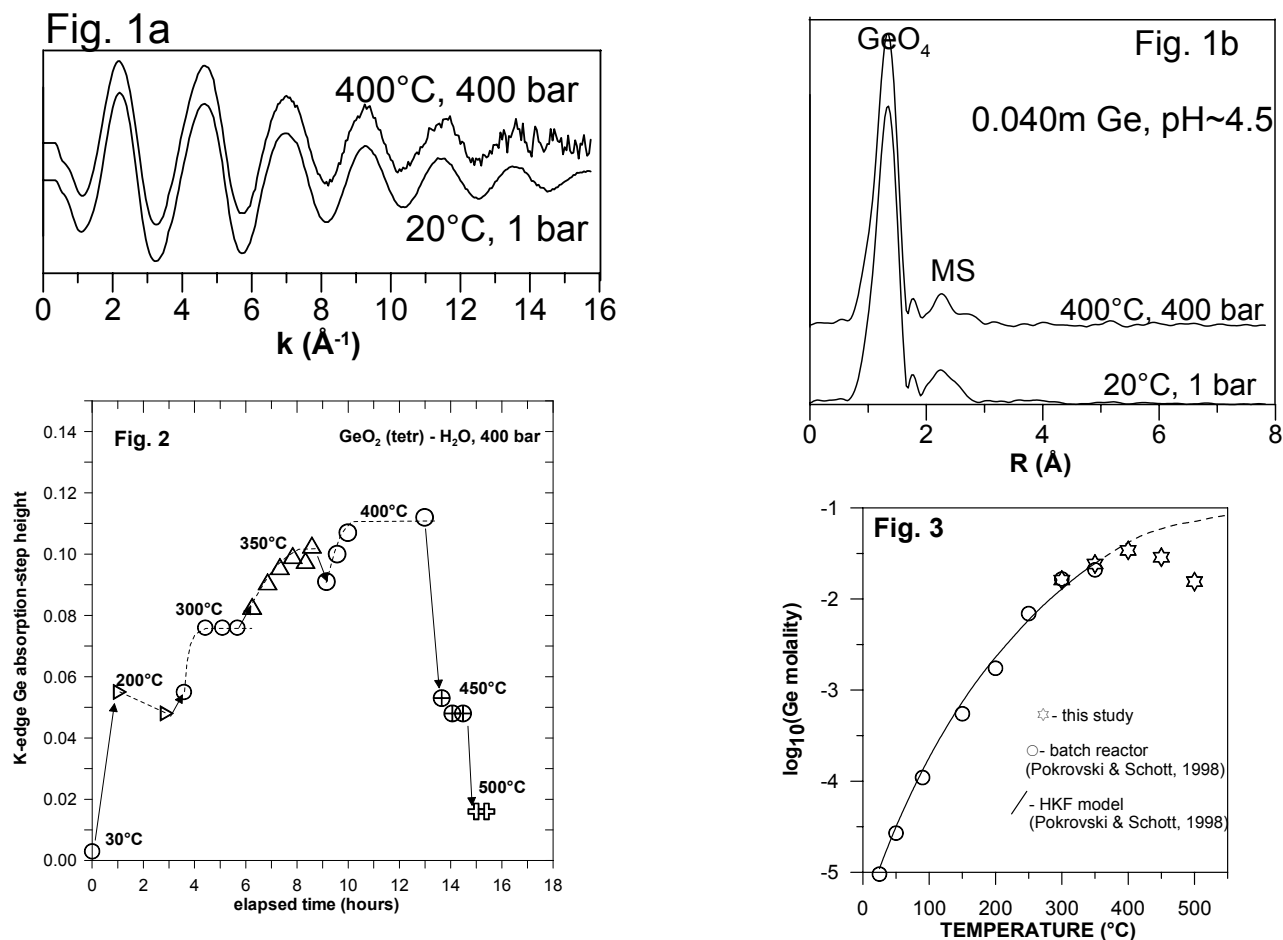 Fig. 1a
400°C, 400 bar
20°C, 1 bar
0 2 4 6 8 10 12 14 16
k (Å-1)
Fig. 1b
GeO4
0.040m Ge, pH~4.5
MS
400°C, 400 bar
20°C, 1 bar
0 2 4 6 8
R (Å)
Fig. 2
GeO2 (tetr) - H2O, 400 bar
K-edge Ge absorption-step height
0.14
0.12
0.10
0.08
0.06
0.04
0.02
0.00
400°C
350°C
300°C
200°C
450°C
500°C
30°C
0 2 4 6 8 10 12 14 16 18
elapsed time (hours)
Fig. 3
log10(Ge molality)
-1
-2
-3
-4
-5
- this study
- batch reactor
(Pokrovski & Schott, 1998)
- HKF model
(Pokrovski & Schott, 1998)
0 100 200 300 400 500
TEMPERATURE (°C)